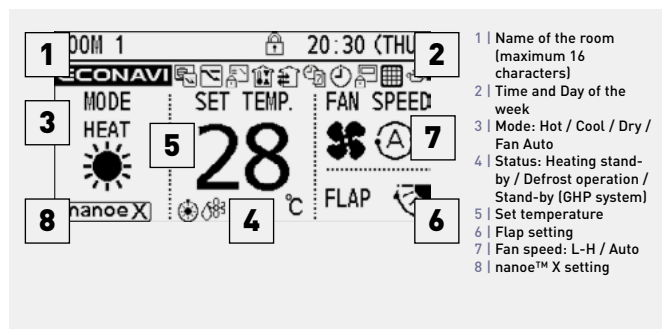 1
OOM 1
20:30 (THU
2
ECONAVI
MODE
SET TEMP.
FAN SPEED
3
HEAT
5
28
A
7
8
nanoe X
4
°C
FLAP
6
1 | Name of the room
(maximum 16
characters)
2 | Time and Day of the
week
3 | Mode: Hot / Cool / Dry /
Fan Auto
4 | Status: Heating stand-
by / Defrost operation /
Stand-by (GHP system)
5 | Set temperature
6 | Flap setting
7 | Fan speed: L-H / Auto
8 | nanoe™ X setting